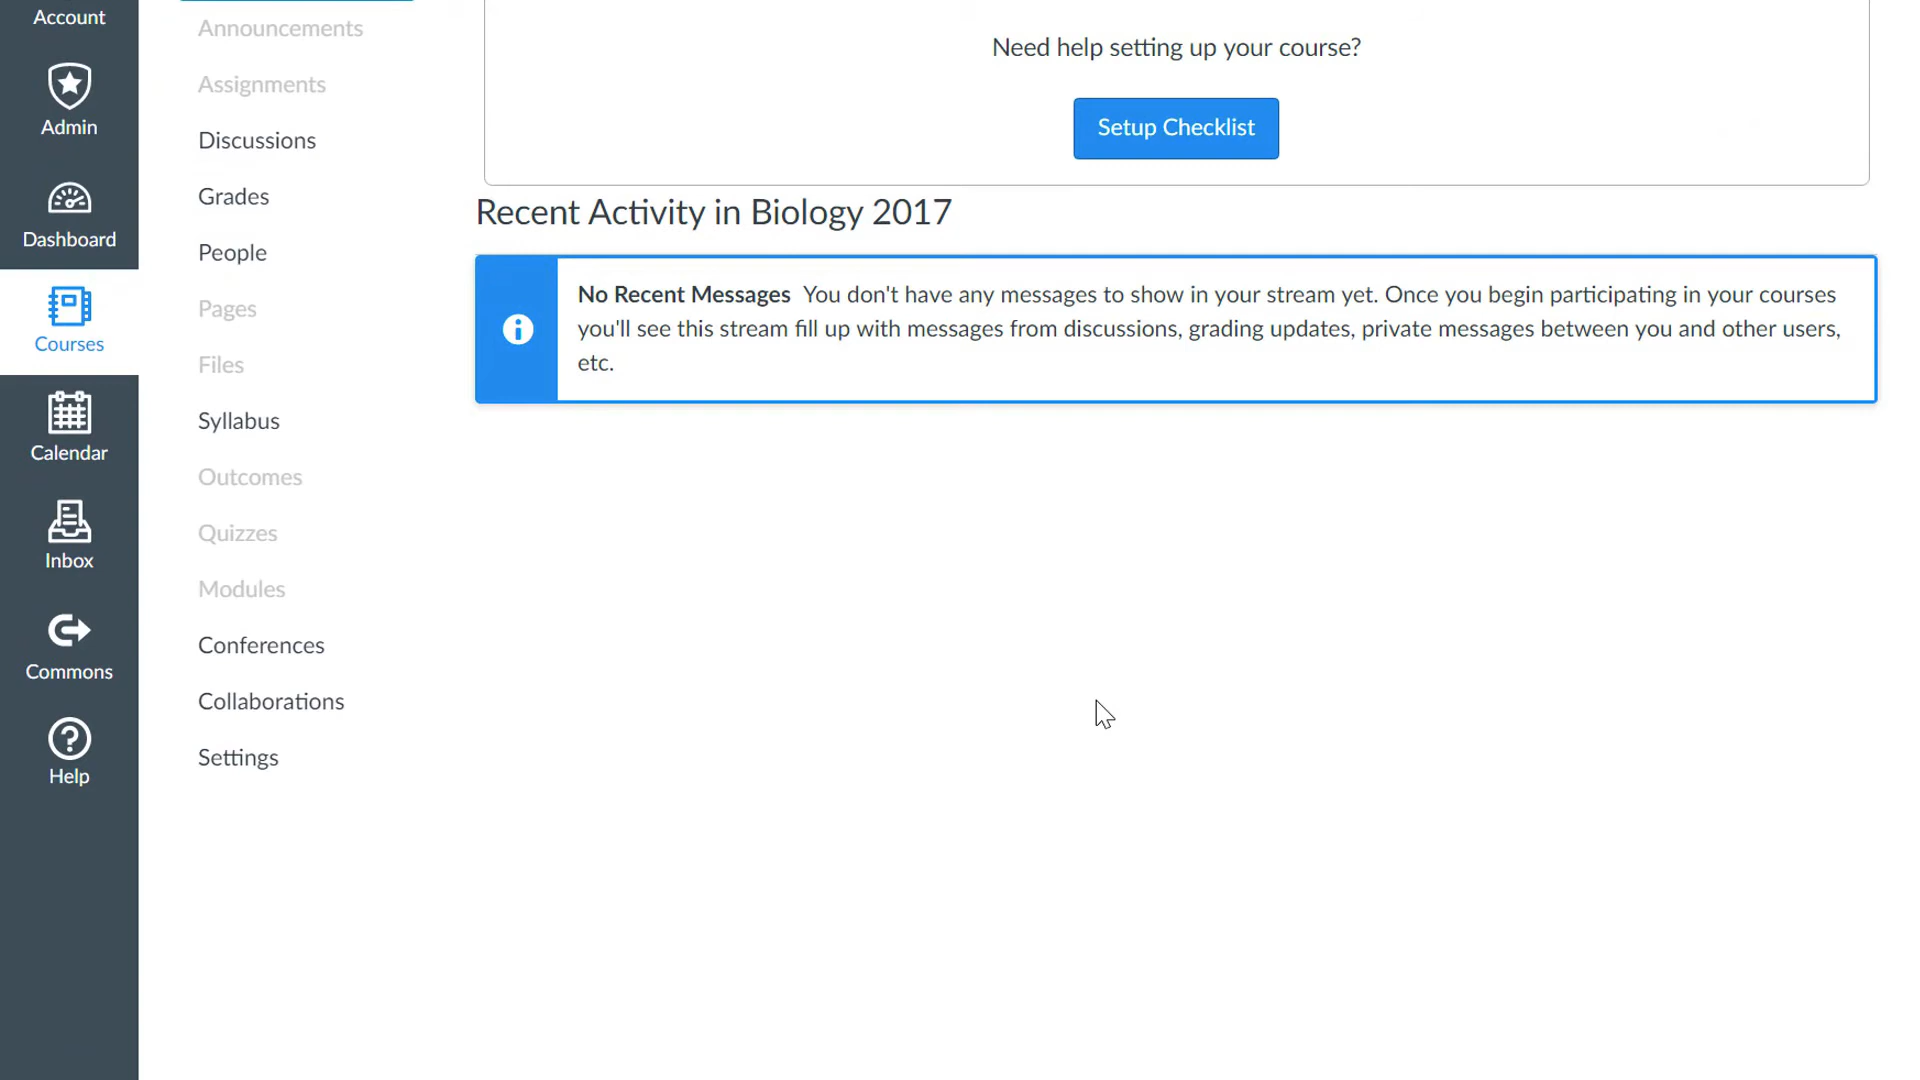 Account
Admin
Dashboard
Courses
Calendar
Inbox
Commons
Help
Announcements
Assignments
Discussions
Grades
People
Pages
Files
Syllabus
Outcomes
Quizzes
Modules
Conferences
Collaborations
Settings
Need help setting up your course?
Setup Checklist
Recent Activity in Biology 2017
No Recent Messages You don't have any messages to show in your stream yet. Once you begin participating in your courses
you'll see this stream fill up with messages from discussions, grading updates, private messages between you and other users,
etc.